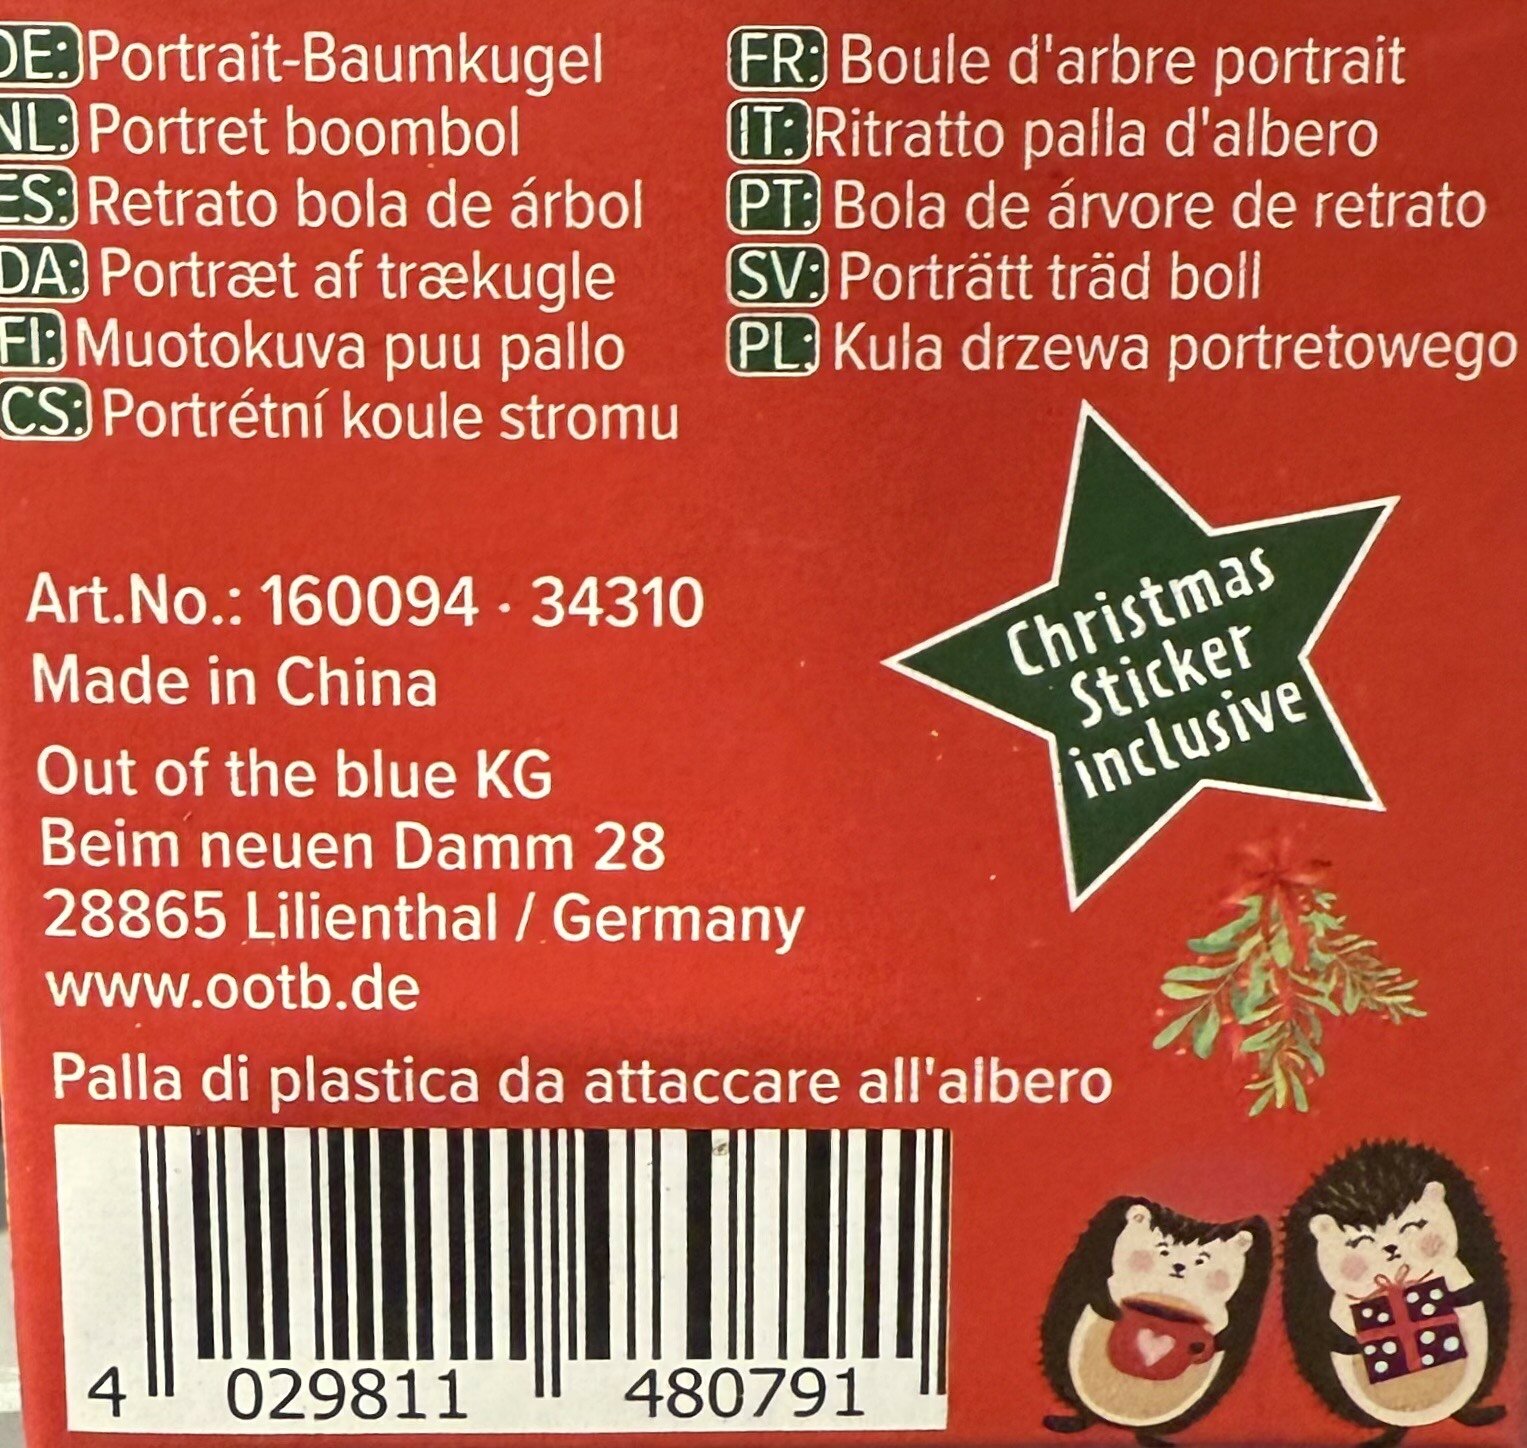 DE: Portrait-Baumkugel
NL: Portret boombol
ES: Retrato bola de árbol
DA: Portræt af trækugle
FI: Muotokuva puu pallo
CS: Portrétní koule stromu
FR: Boule d'arbre portrait
IT: Ritratto palla d'albero
PT: Bola de árvore de retrato
SV: Porträtt träd boll
PL: Kula drzewa portretowego
Christmas
Sticker
inclusive
Art.No.: 160094 · 34310
Made in China
Out of the blue KG
Beim neuen Damm 28
28865 Lilienthal / Germany
www.ootb.de
Palla di plastica da attaccare all'albero
4 029811 480791